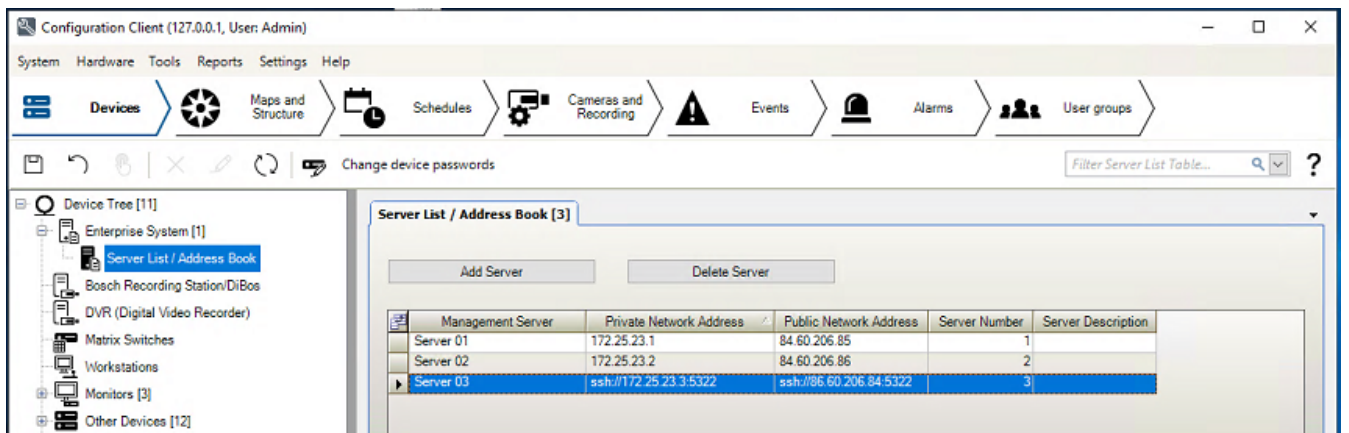 Configuration Client (127.0.0.1, User: Admin)
System Hardware Tools Reports Settings Help
Devices
Maps and Structure
Schedules
Cameras and Recording
Events
Alarms
User groups
Change device passwords
Filter Server List Table...
?
Device Tree [11]
Enterprise System [1]
Server List / Address Book
Bosch Recording Station/DiBos
DVR (Digital Video Recorder)
Matrix Switches
Workstations
Monitors [3]
Other Devices [12]
Server List / Address Book [3]
Add Server Delete Server
Management Server Private Network Address Public Network Address Server Number Server Description
Server 01 172.25.23.1 84.60.206.85 1
Server 02 172.25.23.2 84.60.206.86 2
Server 03 ssh://172.25.23.3:5322 ssh://86.60.206.84:5322 3